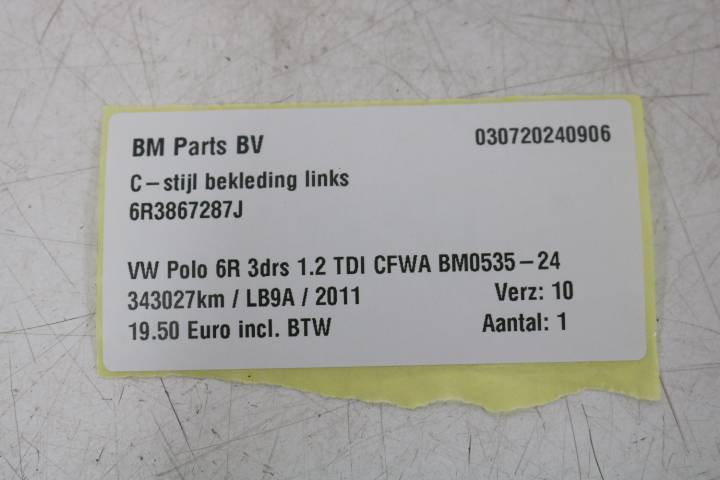 BM Parts BV 030720240906
C-stijl bekleding links
6R3867287J
VW Polo 6R 3drs 1.2 TDI CFWA BM0535-24
343027km / LB9A / 2011 Verz: 10
19.50 Euro incl. BTW Aantal: 1